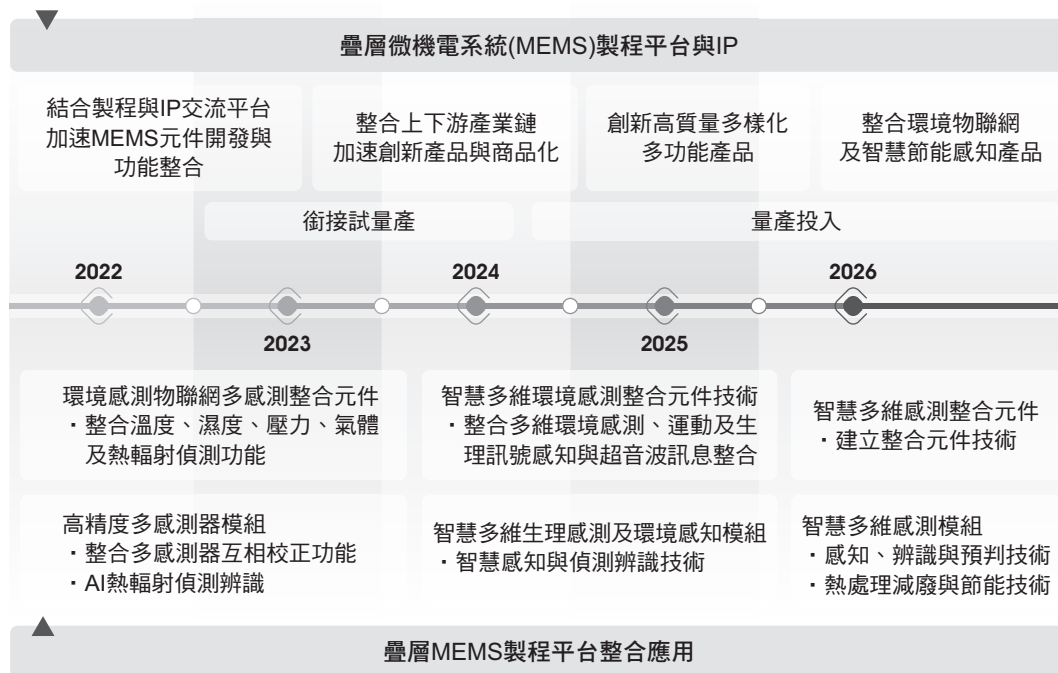 疊層微機電系統(MEMS)製程平台與IP
結合製程與IP交流平台
加速MEMS元件開發與
功能整合
整合上下游產業鏈
加速創新產品與商品化
創新高質量多樣化
多功能產品
整合環境物聯網
及智慧節能感知產品
銜接試量產
量產投入
2022
2024
2026
2023
2025
環境感測物聯網多感測整合元件
・整合溫度、濕度、壓力、氣體
及熱輻射偵測功能
智慧多維環境感測整合元件技術
・整合多維環境感測、運動及生
理訊號感知與超音波訊息整合
智慧多維感測整合元件
・建立整合元件技術
高精度多感測器模組
・整合多感測器互相校正功能
・AI熱輻射偵測辨識
智慧多維生理感測及環境感知模組
・智慧感知與偵測辨識技術
智慧多維感測模組
・感知、辨識與預判技術
・熱處理減廢與節能技術
疊層MEMS製程平台整合應用